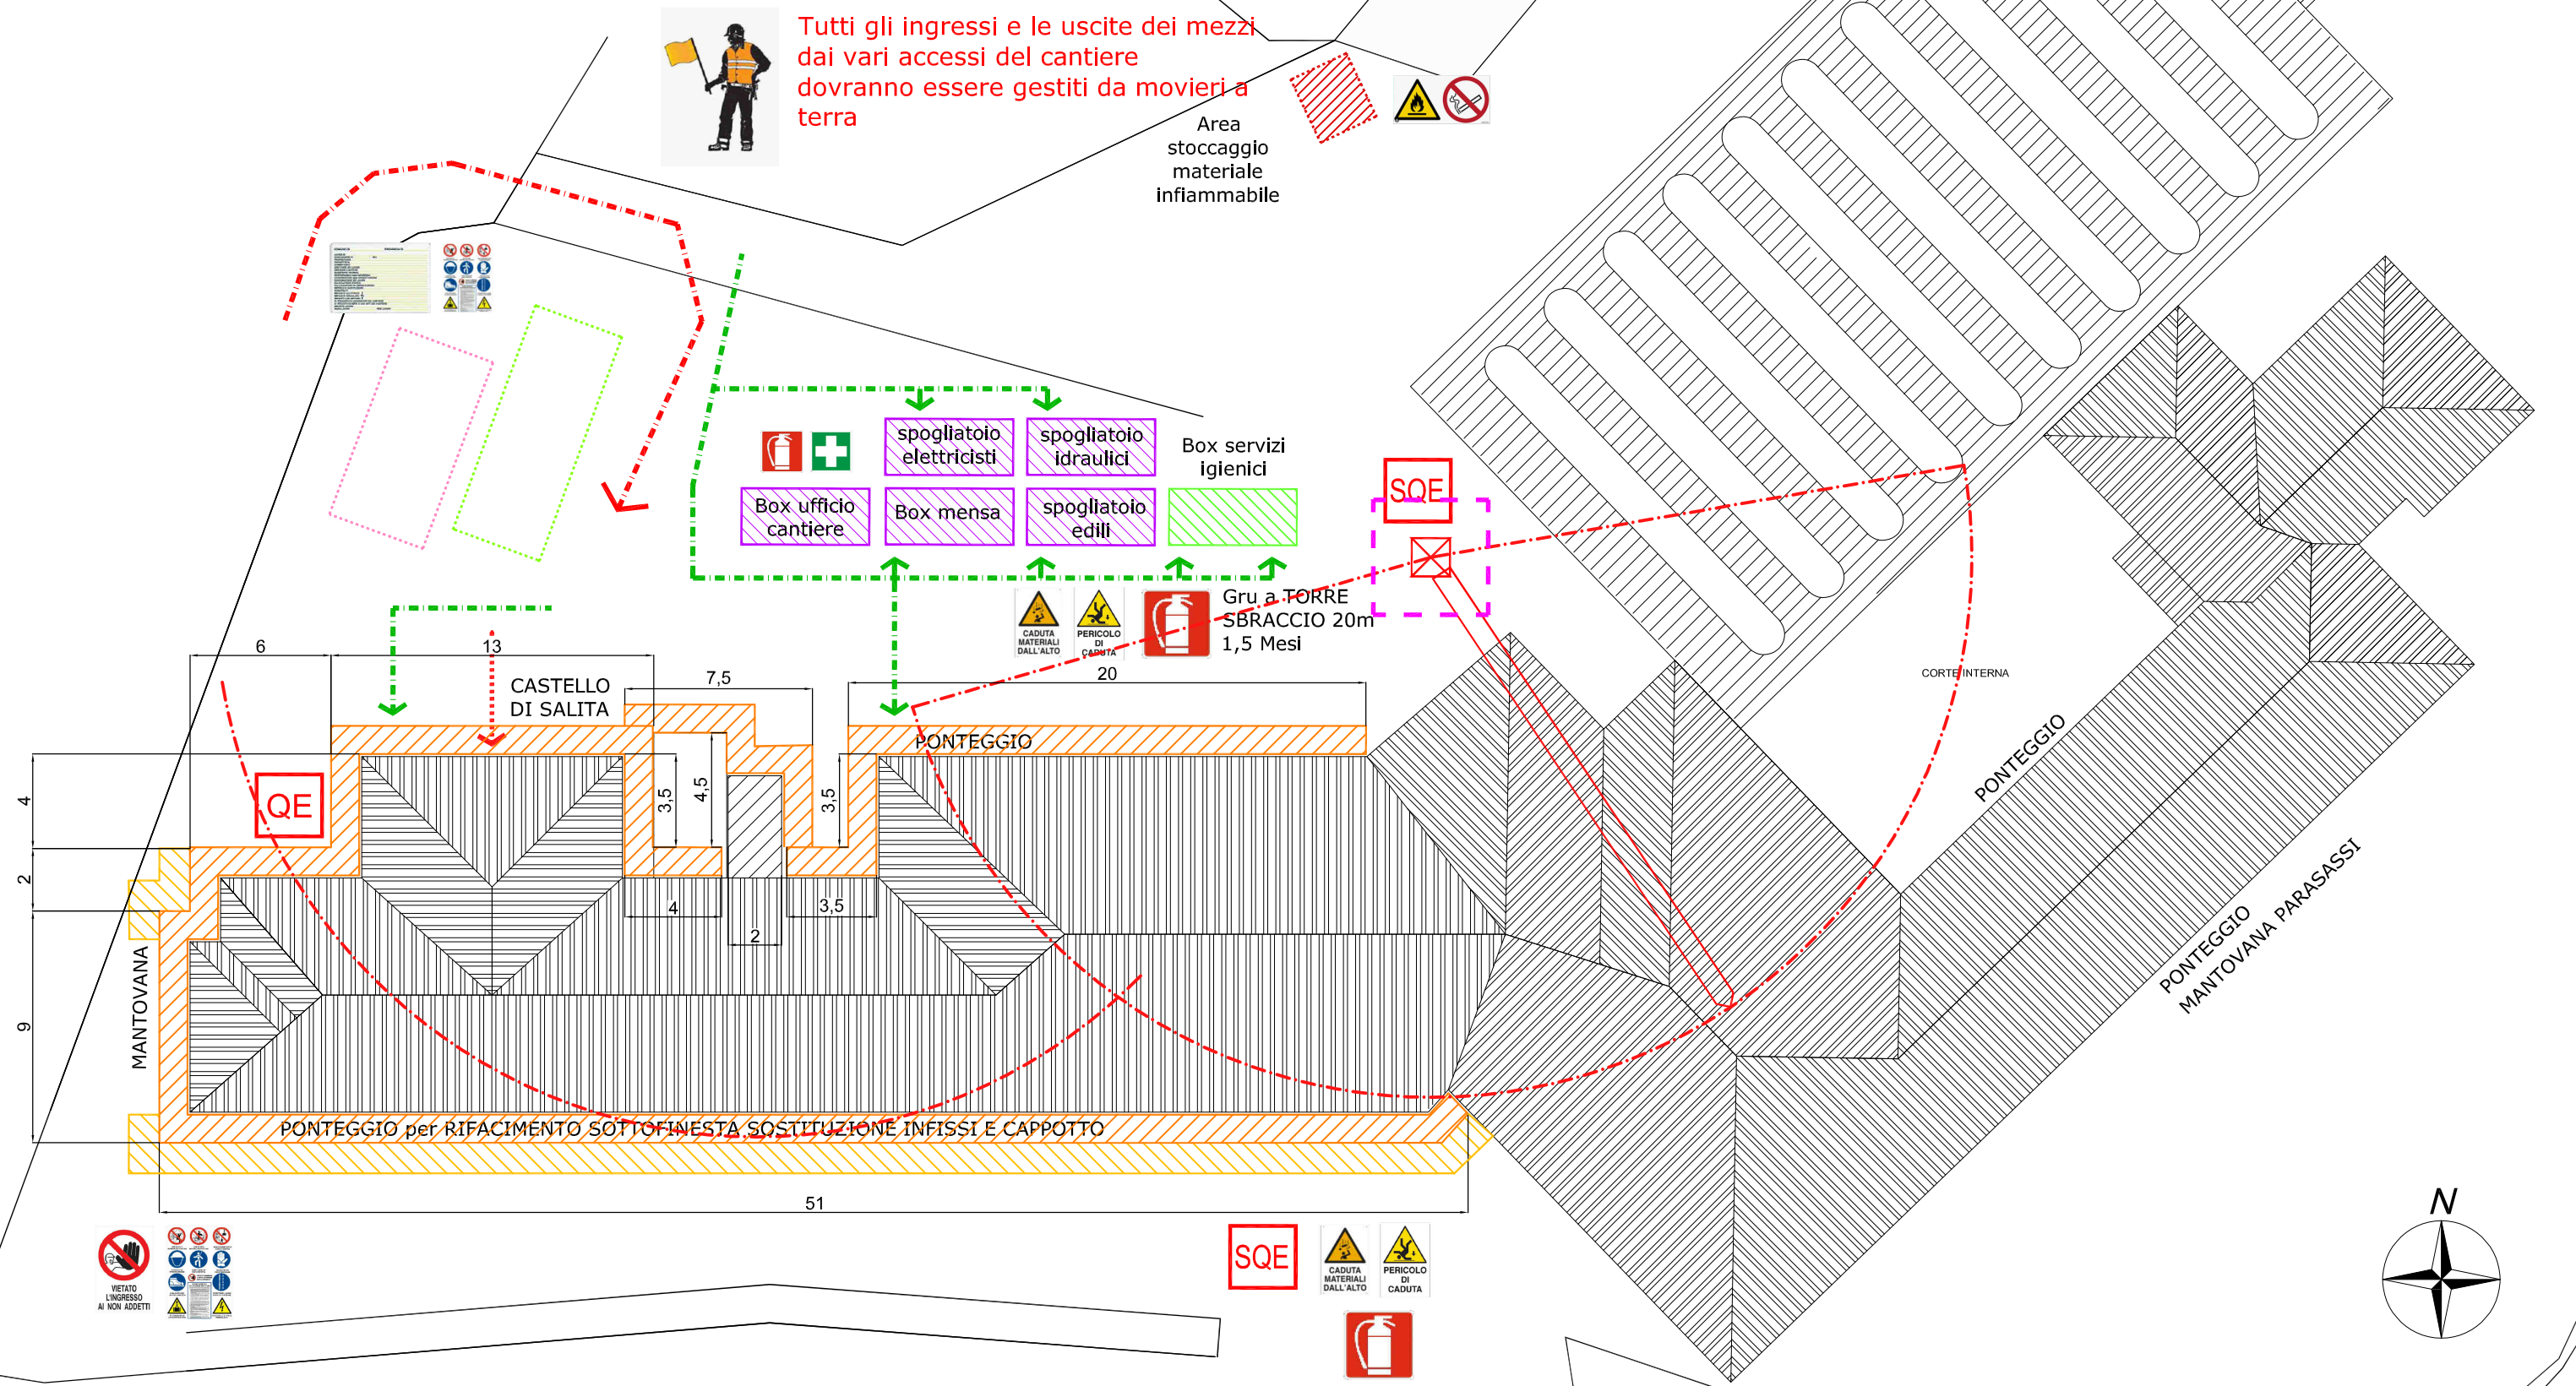 Tutti gli ingressi e le uscite dei mezzi
dai vari accessi del cantiere
dovranno essere gestiti da movieri a
terra
Area
stoccaggio
materiale
infiammabile
spogliatoio
elettricisti
spogliatoio
idraulici
Box servizi
igienici
Box ufficio
cantiere
Box mensa
spogliatoio
edili
SQE
CADUTA
MATERIALI
DALL'ALTO
PERICOLO
DI
CADUTA
Gru a TORRE
SBRACCIO 20m
1,5 Mesi
6
13
7,5
20
CASTELLO
DI SALITA
CORTE INTERNA
PONTEGGIO
PONTEGGIO
QE
4
3,5
4,5
3,5
2
4
3,5
2
9
MANTOVANA
PONTEGGIO
MANTOVANA PARASASSI
PONTEGGIO per RIFACIMENTO SOTTOFINESTA SOSTITUZIONE INFISSI E CAPPOTTO
51
N
VIETATO
L'INGRESSO
AI NON ADDETTI
SQE
CADUTA
MATERIALI
DALL'ALTO
PERICOLO
DI
CADUTA